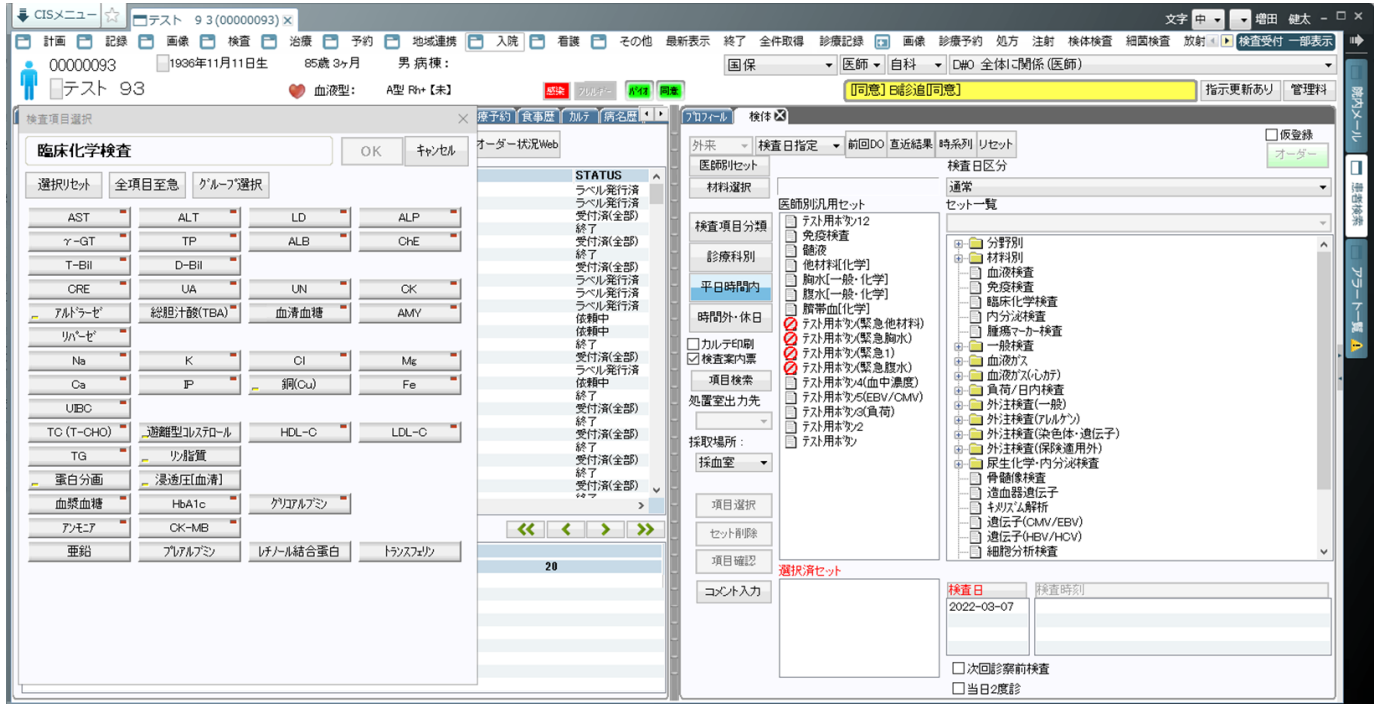 CISメニュー
テスト 93(00000093)
文字 中 増田 健太
計画 記録 画像 検査 治療 予約 地域連携 入院 看護 その他 最新表示 終了 全件取得 診療記録 画像 診療予約 処方 注射 検体検査 細菌検査 放射 検査受付 一部表示
00000093 1936年11月11日生 85歳 3ヶ月 男 病棟: 国保 医師 自科 D#0 全体に関係(医師)
テスト 93 血液型: A型 Rh+【未】 感染 アレルギー バイオ 同意 [同意] B診追[同意] 指示更新あり 管理料
検査項目選択
臨床化学検査 OK キャンセル
選択リセット 全項目至急 グループ選択
AST ALT LD ALP
γ-GT TP ALB ChE
T-Bil D-Bil
CRE UA UN CK
アルドラーゼ 総胆汁酸(TBA) 血清血糖 AMY
リパーゼ
Na K Cl Mg
Ca IP 銅(Cu) Fe
UIBC
TC (T-CHO) 遊離型コレステロール HDL-C LDL-C
TG リン脂質
蛋白分画 浸透圧[血清]
血漿血糖 HbA1c グリコアルブミン
アンモニア CK-MB
亜鉛 プレアルブミン レチノール結合蛋白 トランスフェリン
療予約 食事歴 カルテ 病名歴
オーダー状況Web
STATUS
ラベル発行済
ラベル発行済
受付済(全部)
終了
受付済(全部)
終了
受付済(全部)
ラベル発行済
ラベル発行済
ラベル発行済
依頼中
依頼中
終了
受付済(全部)
ラベル発行済
依頼中
終了
受付済(全部)
終了
受付済(全部)
終了
受付済(全部)
終了
受付済(全部)
終了
20
プロフィール 検体
外来 検査日指定 前回DO 直近結果 時系列 リセット
仮登録
オーダー
医師別セット
材料選択
検査項目分類
診療科別
平日時間内
時間外・休日
カルテ印刷
検査案内票
項目検索
処置室出力先
採取場所:
採血室
項目選択
セット削除
項目確認
コメント入力
医師別汎用セット
テスト用ボタン12
免疫検査
髄液
他材料[化学]
胸水[一般・化学]
腹水[一般・化学]
臍帯血[化学]
テスト用ボタン(緊急他材料)
テスト用ボタン(緊急胸水)
テスト用ボタン(緊急1)
テスト用ボタン(緊急腹水)
テスト用ボタン4(血中濃度)
テスト用ボタン5(EBV/CMV)
テスト用ボタン3(負荷)
テスト用ボタン2
テスト用ボタン
選択済セット
検査日区分
通常
セット一覧
分野別
材料別
血液検査
免疫検査
臨床化学検査
内分泌検査
腫瘍マーカー検査
一般検査
血液ガス
血液ガス(心カテ)
負荷/日内検査
外注検査(一般)
外注検査(アレルゲン)
外注検査(染色体・遺伝子)
外注検査(保険適用外)
尿生化学・内分泌検査
骨髄像検査
造血器遺伝子
キメリズム解析
遺伝子(CMV/EBV)
遺伝子(HBV/HCV)
細胞分析検査
検査日 検査時刻
2022-03-07
次回診察前検査
当日2度診
院内メール
患者検索
アラート一覧